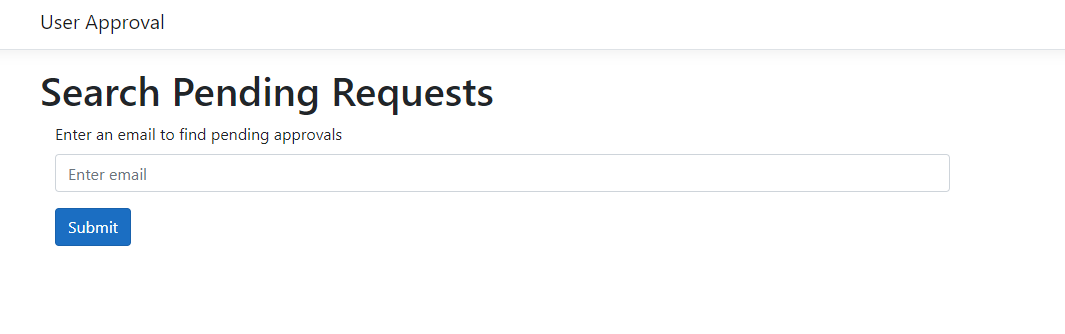 User Approval
Search Pending Requests
Enter an email to find pending approvals
Enter email
Submit